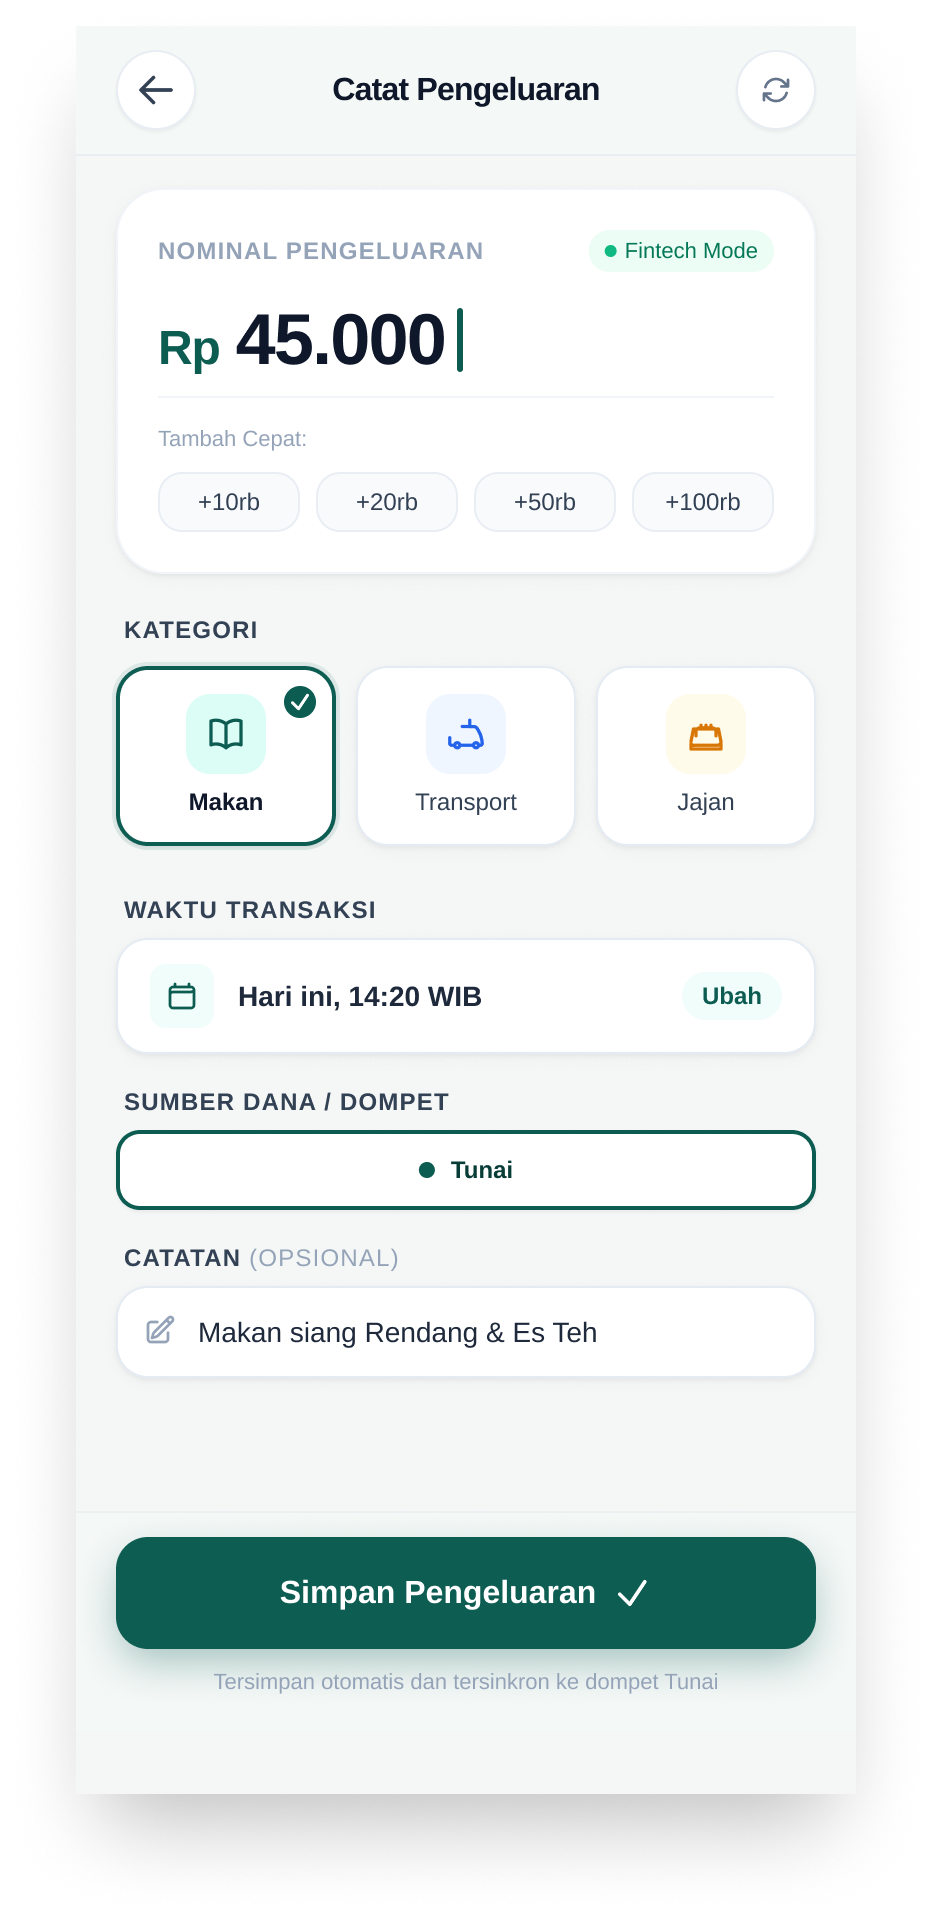 Catat Pengeluaran
NOMINAL PENGELUARAN
Fintech Mode
Rp 45.000
Tambah Cepat:
+10rb
+20rb
+50rb
+100rb
KATEGORI
Makan
Transport
Jajan
WAKTU TRANSAKSI
Hari ini, 14:20 WIB
Ubah
SUMBER DANA / DOMPET
Tunai
CATATAN (OPSIONAL)
Makan siang Rendang & Es Teh
Simpan Pengeluaran
Tersimpan otomatis dan tersinkron ke dompet Tunai